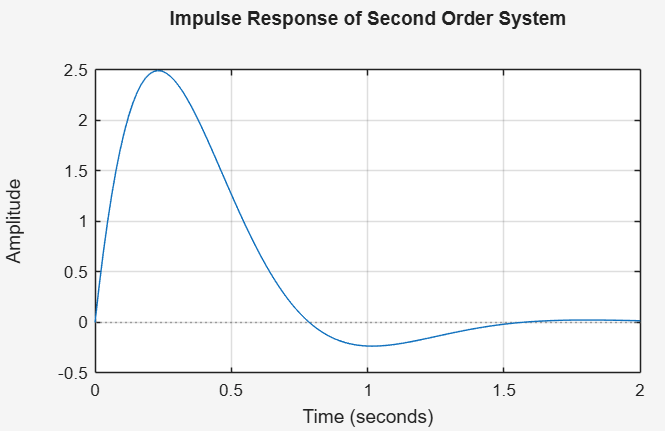 Impulse Response of Second Order System
2.5
2
1.5
1
0.5
0
-0.5
Amplitude
0 0.5 1 1.5 2
Time (seconds)